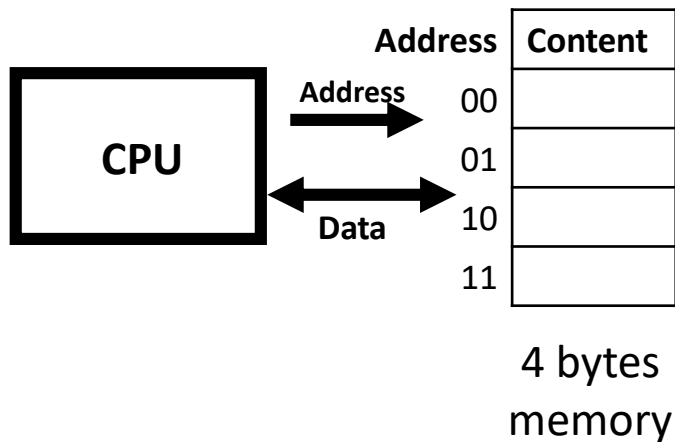 Address Content
Address 00
CPU 01
Data 10
11
4 bytes
memory